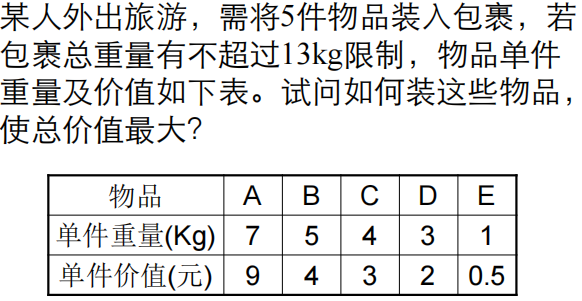 某人外出旅游，需将5件物品装入包裹，若
包裹总重量有不超过13kg限制，物品单件
重量及价值如下表。试问如何装这些物品，
使总价值最大?
物品 A B C D E
单件重量(Kg) 7 5 4 3 1
单件价值(元) 9 4 3 2 0.5